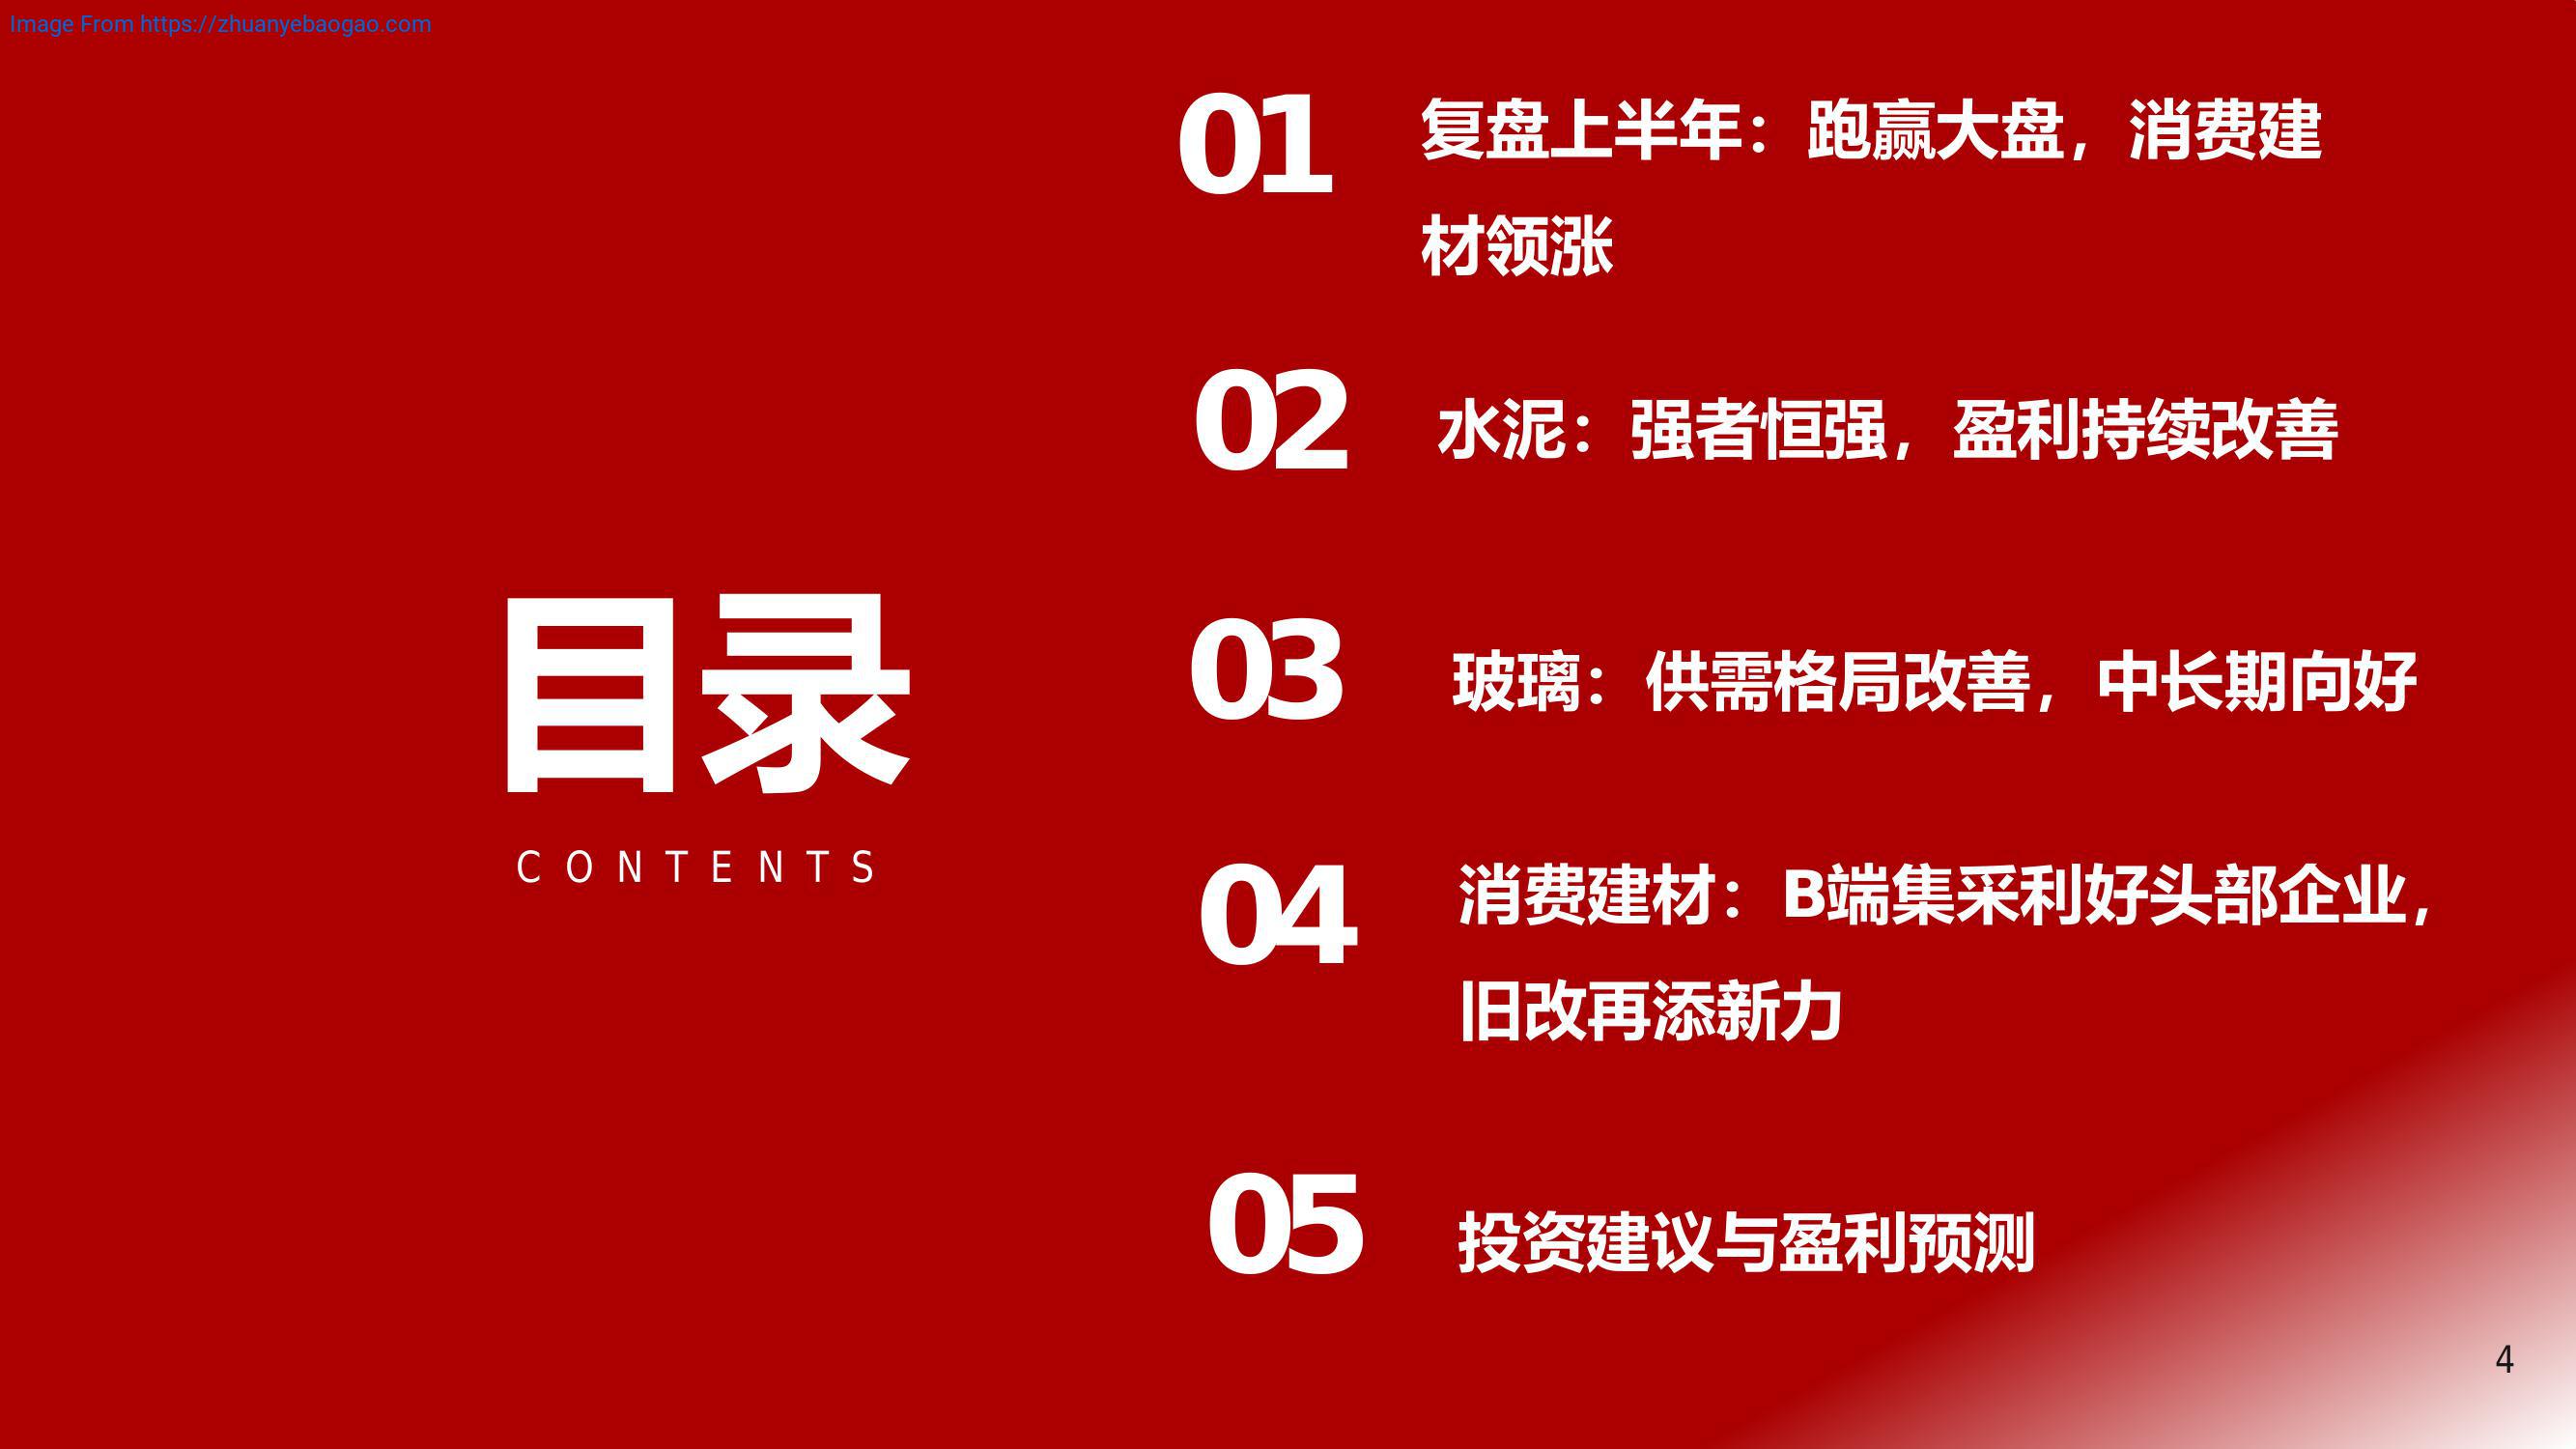 Image From https://zhuanyebaogao.com
目录
CONTENTS
01
复盘上半年：跑赢大盘，消费建
材领涨
02
水泥：强者恒强，盈利持续改善
03
玻璃：供需格局改善，中长期向好
04
消费建材：B端集采利好头部企业，
旧改再添新力
05
投资建议与盈利预测
4